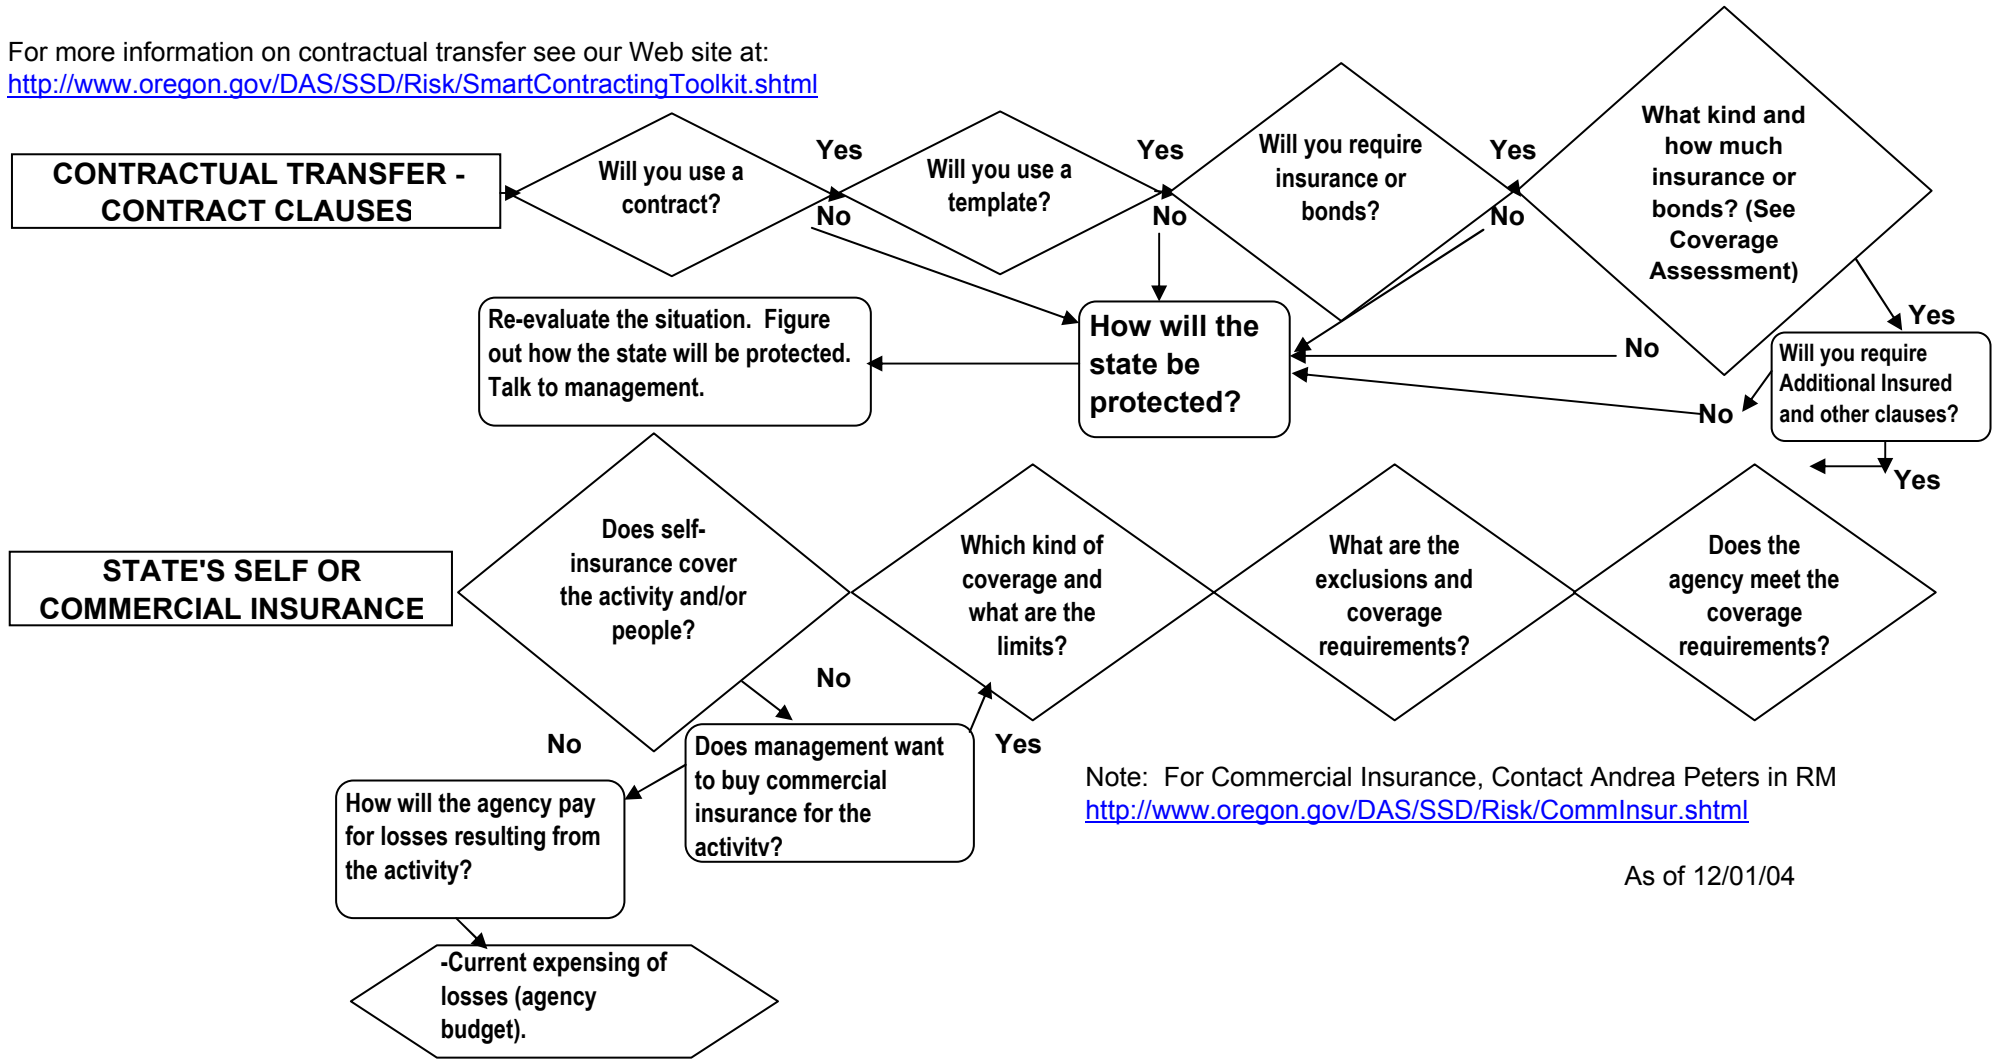 For more information on contractual transfer see our Web site at:
http://www.oregon.gov/DAS/SSD/Risk/SmartContractingToolkit.shtml
CONTRACTUAL TRANSFER -
CONTRACT CLAUSES
Will you use a
contract?
Yes
No
Will you use a
template?
Yes
No
Will you require
insurance or
bonds?
Yes
No
What kind and
how much
insurance or
bonds? (See
Coverage
Assessment)
Yes
No
Re-evaluate the situation.  Figure
out how the state will be protected.
Talk to management.
How will the
state be
protected?
Will you require
Additional Insured
and other clauses?
No
Yes
STATE'S SELF OR
COMMERCIAL INSURANCE
Does self-
insurance cover
the activity and/or
people?
Which kind of
coverage and
what are the
limits?
What are the
exclusions and
coverage
requirements?
Does the
agency meet the
coverage
requirements?
No
No
Does management want
to buy commercial
insurance for the
activity?
Yes
How will the agency pay
for losses resulting from
the activity?
-Current expensing of
losses (agency
budget).
Note:  For Commercial Insurance, Contact Andrea Peters in RM
http://www.oregon.gov/DAS/SSD/Risk/CommInsur.shtml
As of 12/01/04